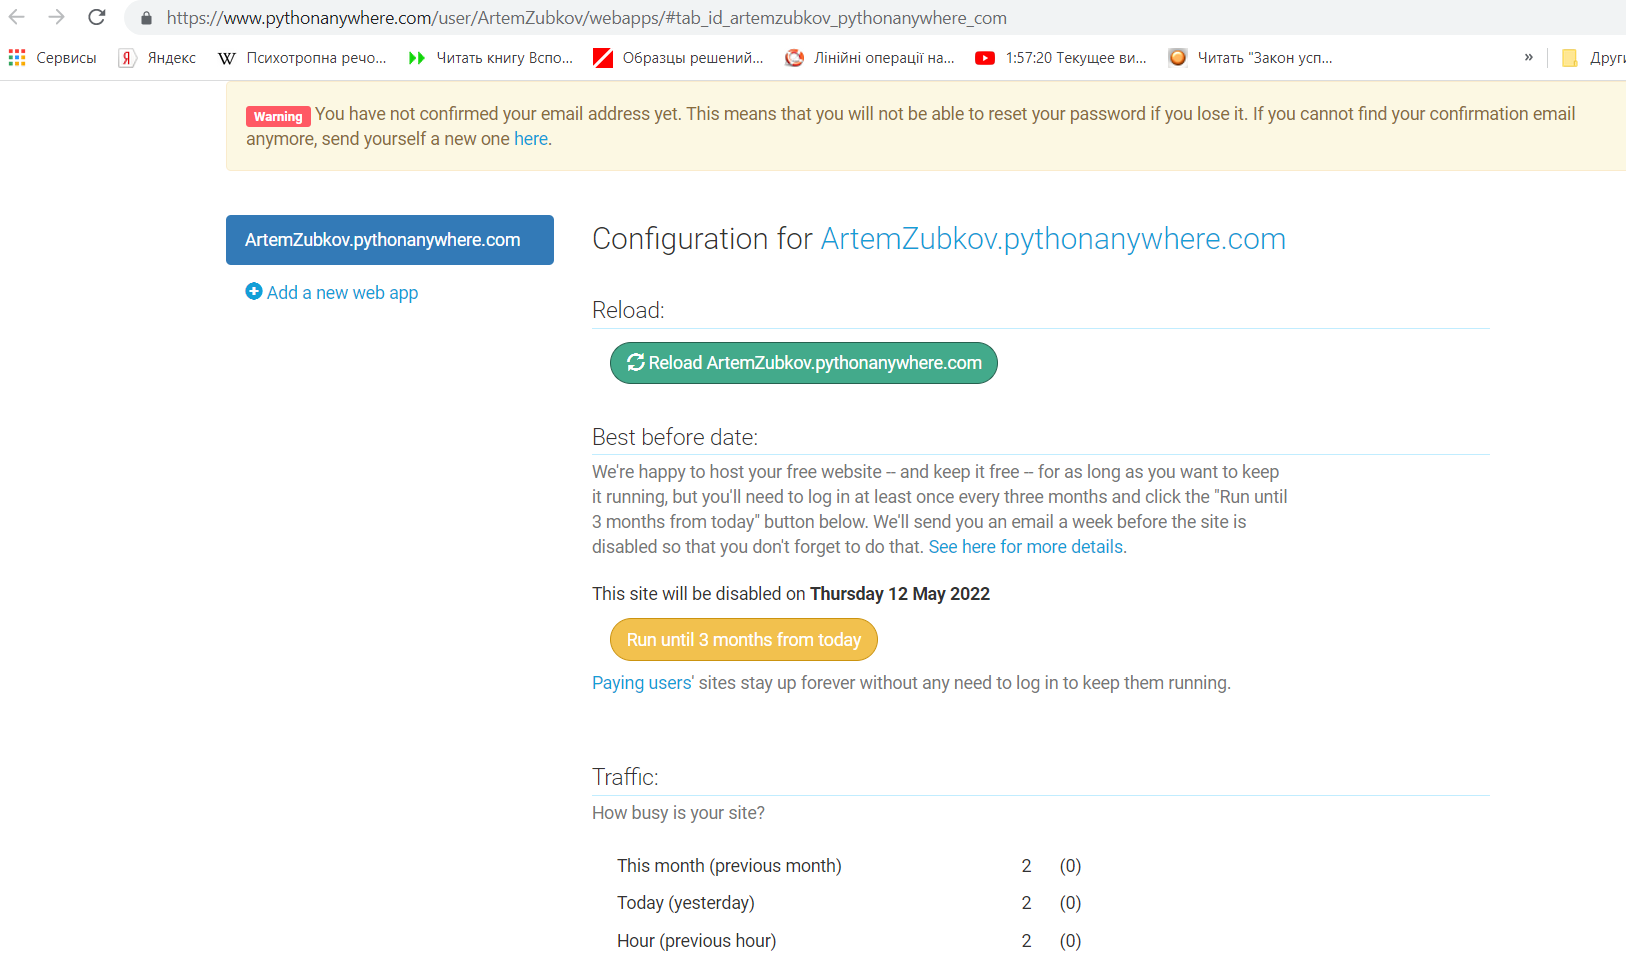 https://www.pythonanywhere.com/user/ArtemZubkov/webapps/#tab_id_artemzubkov_pythonanywhere_com
Сервисы Я Яндекс W Психотропна речо... Читать книгу Вспо... Образцы решений... Лінійні операції на... 1:57:20 Текущее ви... Читать "Закон усп... » Други
Warning You have not confirmed your email address yet. This means that you will not be able to reset your password if you lose it. If you cannot find your confirmation email
anymore, send yourself a new one here.
ArtemZubkov.pythonanywhere.com
Add a new web app
Configuration for ArtemZubkov.pythonanywhere.com
Reload:
Reload ArtemZubkov.pythonanywhere.com
Best before date:
We're happy to host your free website -- and keep it free -- for as long as you want to keep
it running, but you'll need to log in at least once every three months and click the "Run until
3 months from today" button below. We'll send you an email a week before the site is
disabled so that you don't forget to do that. See here for more details.
This site will be disabled on Thursday 12 May 2022
Run until 3 months from today
Paying users' sites stay up forever without any need to log in to keep them running.
Traffic:
How busy is your site?
This month (previous month) 2 (0)
Today (yesterday) 2 (0)
Hour (previous hour) 2 (0)